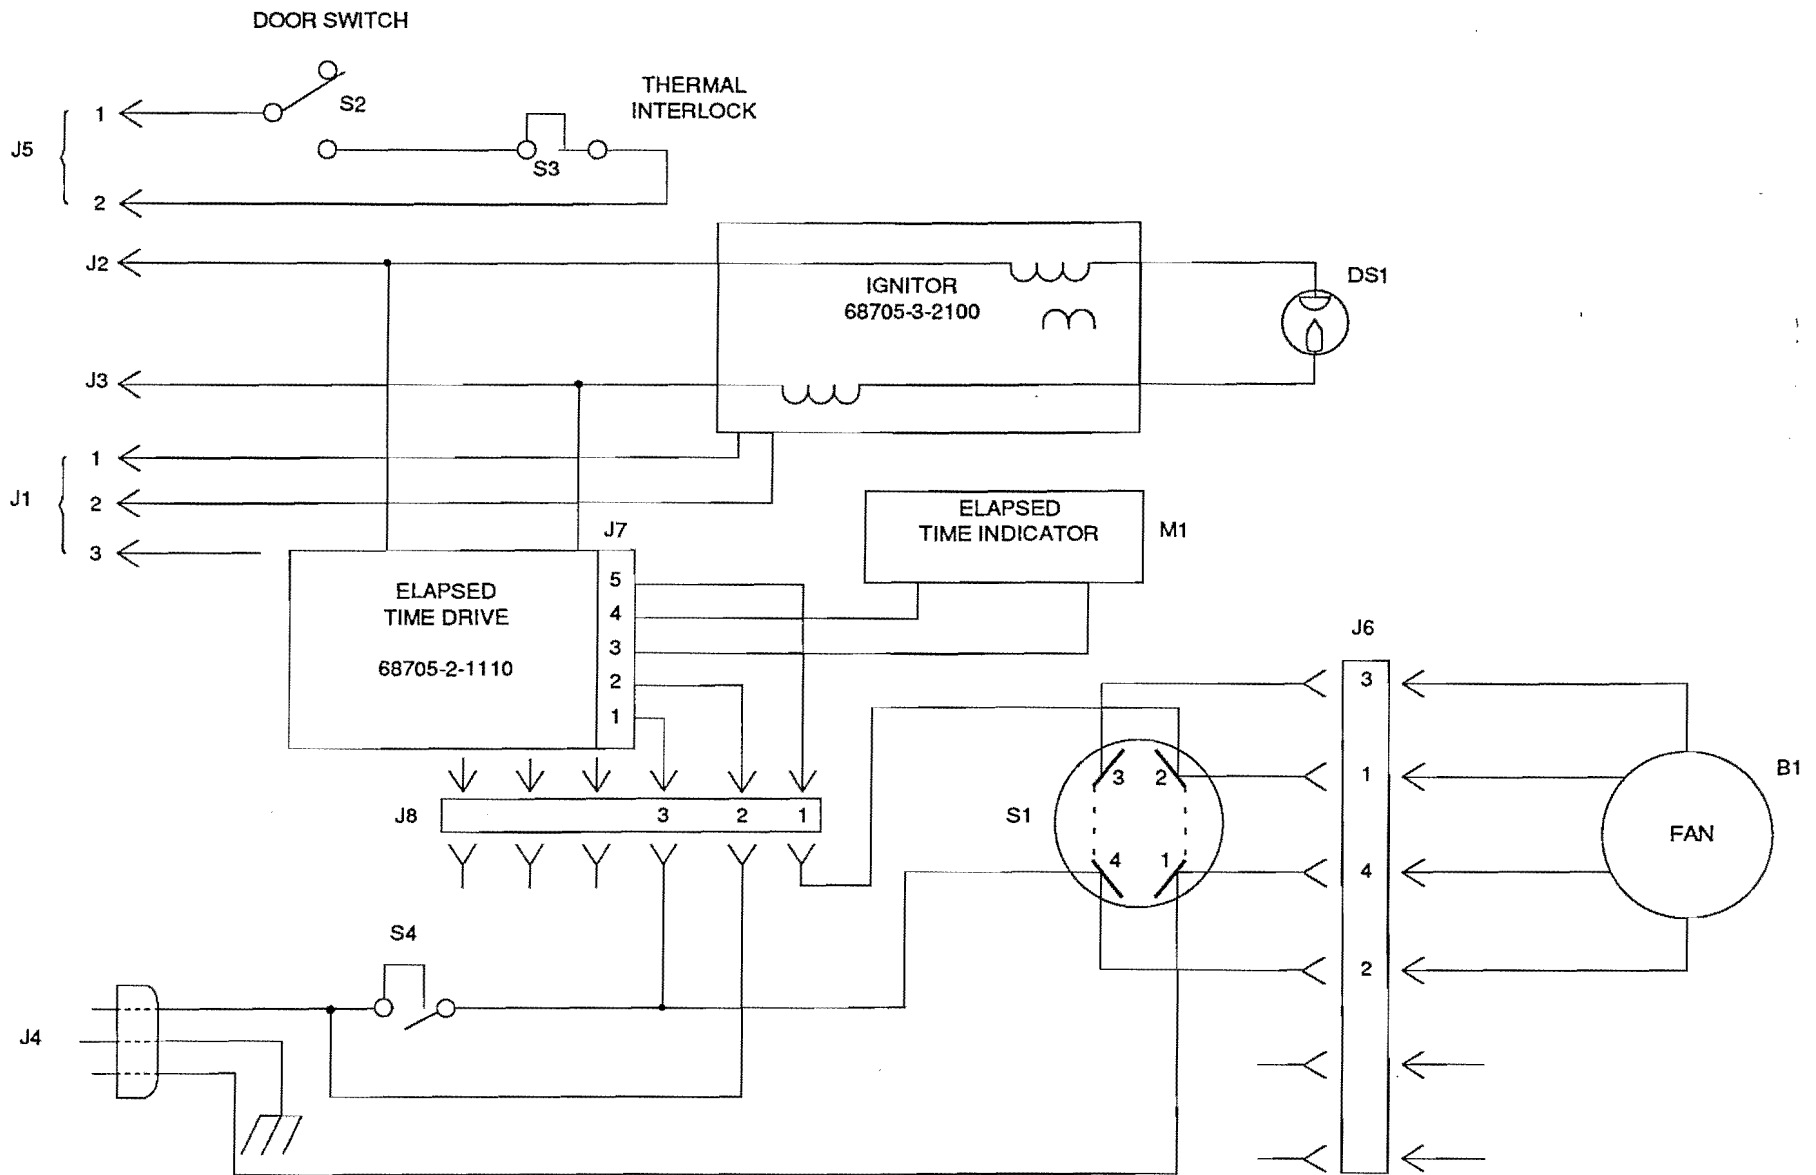 DOOR SWITCH
S2
THERMAL
INTERLOCK
1
J5
S3
2
J2
IGNITOR
68705-3-2100
DS1
J3
1
J1
2
3
ELAPSED
TIME INDICATOR
M1
J7
ELAPSED
TIME DRIVE
68705-2-1110
5
4
3
2
1
J6
3
1
4
2
B1
FAN
S1
3
2
4
1
J8
3
2
1
S4
J4